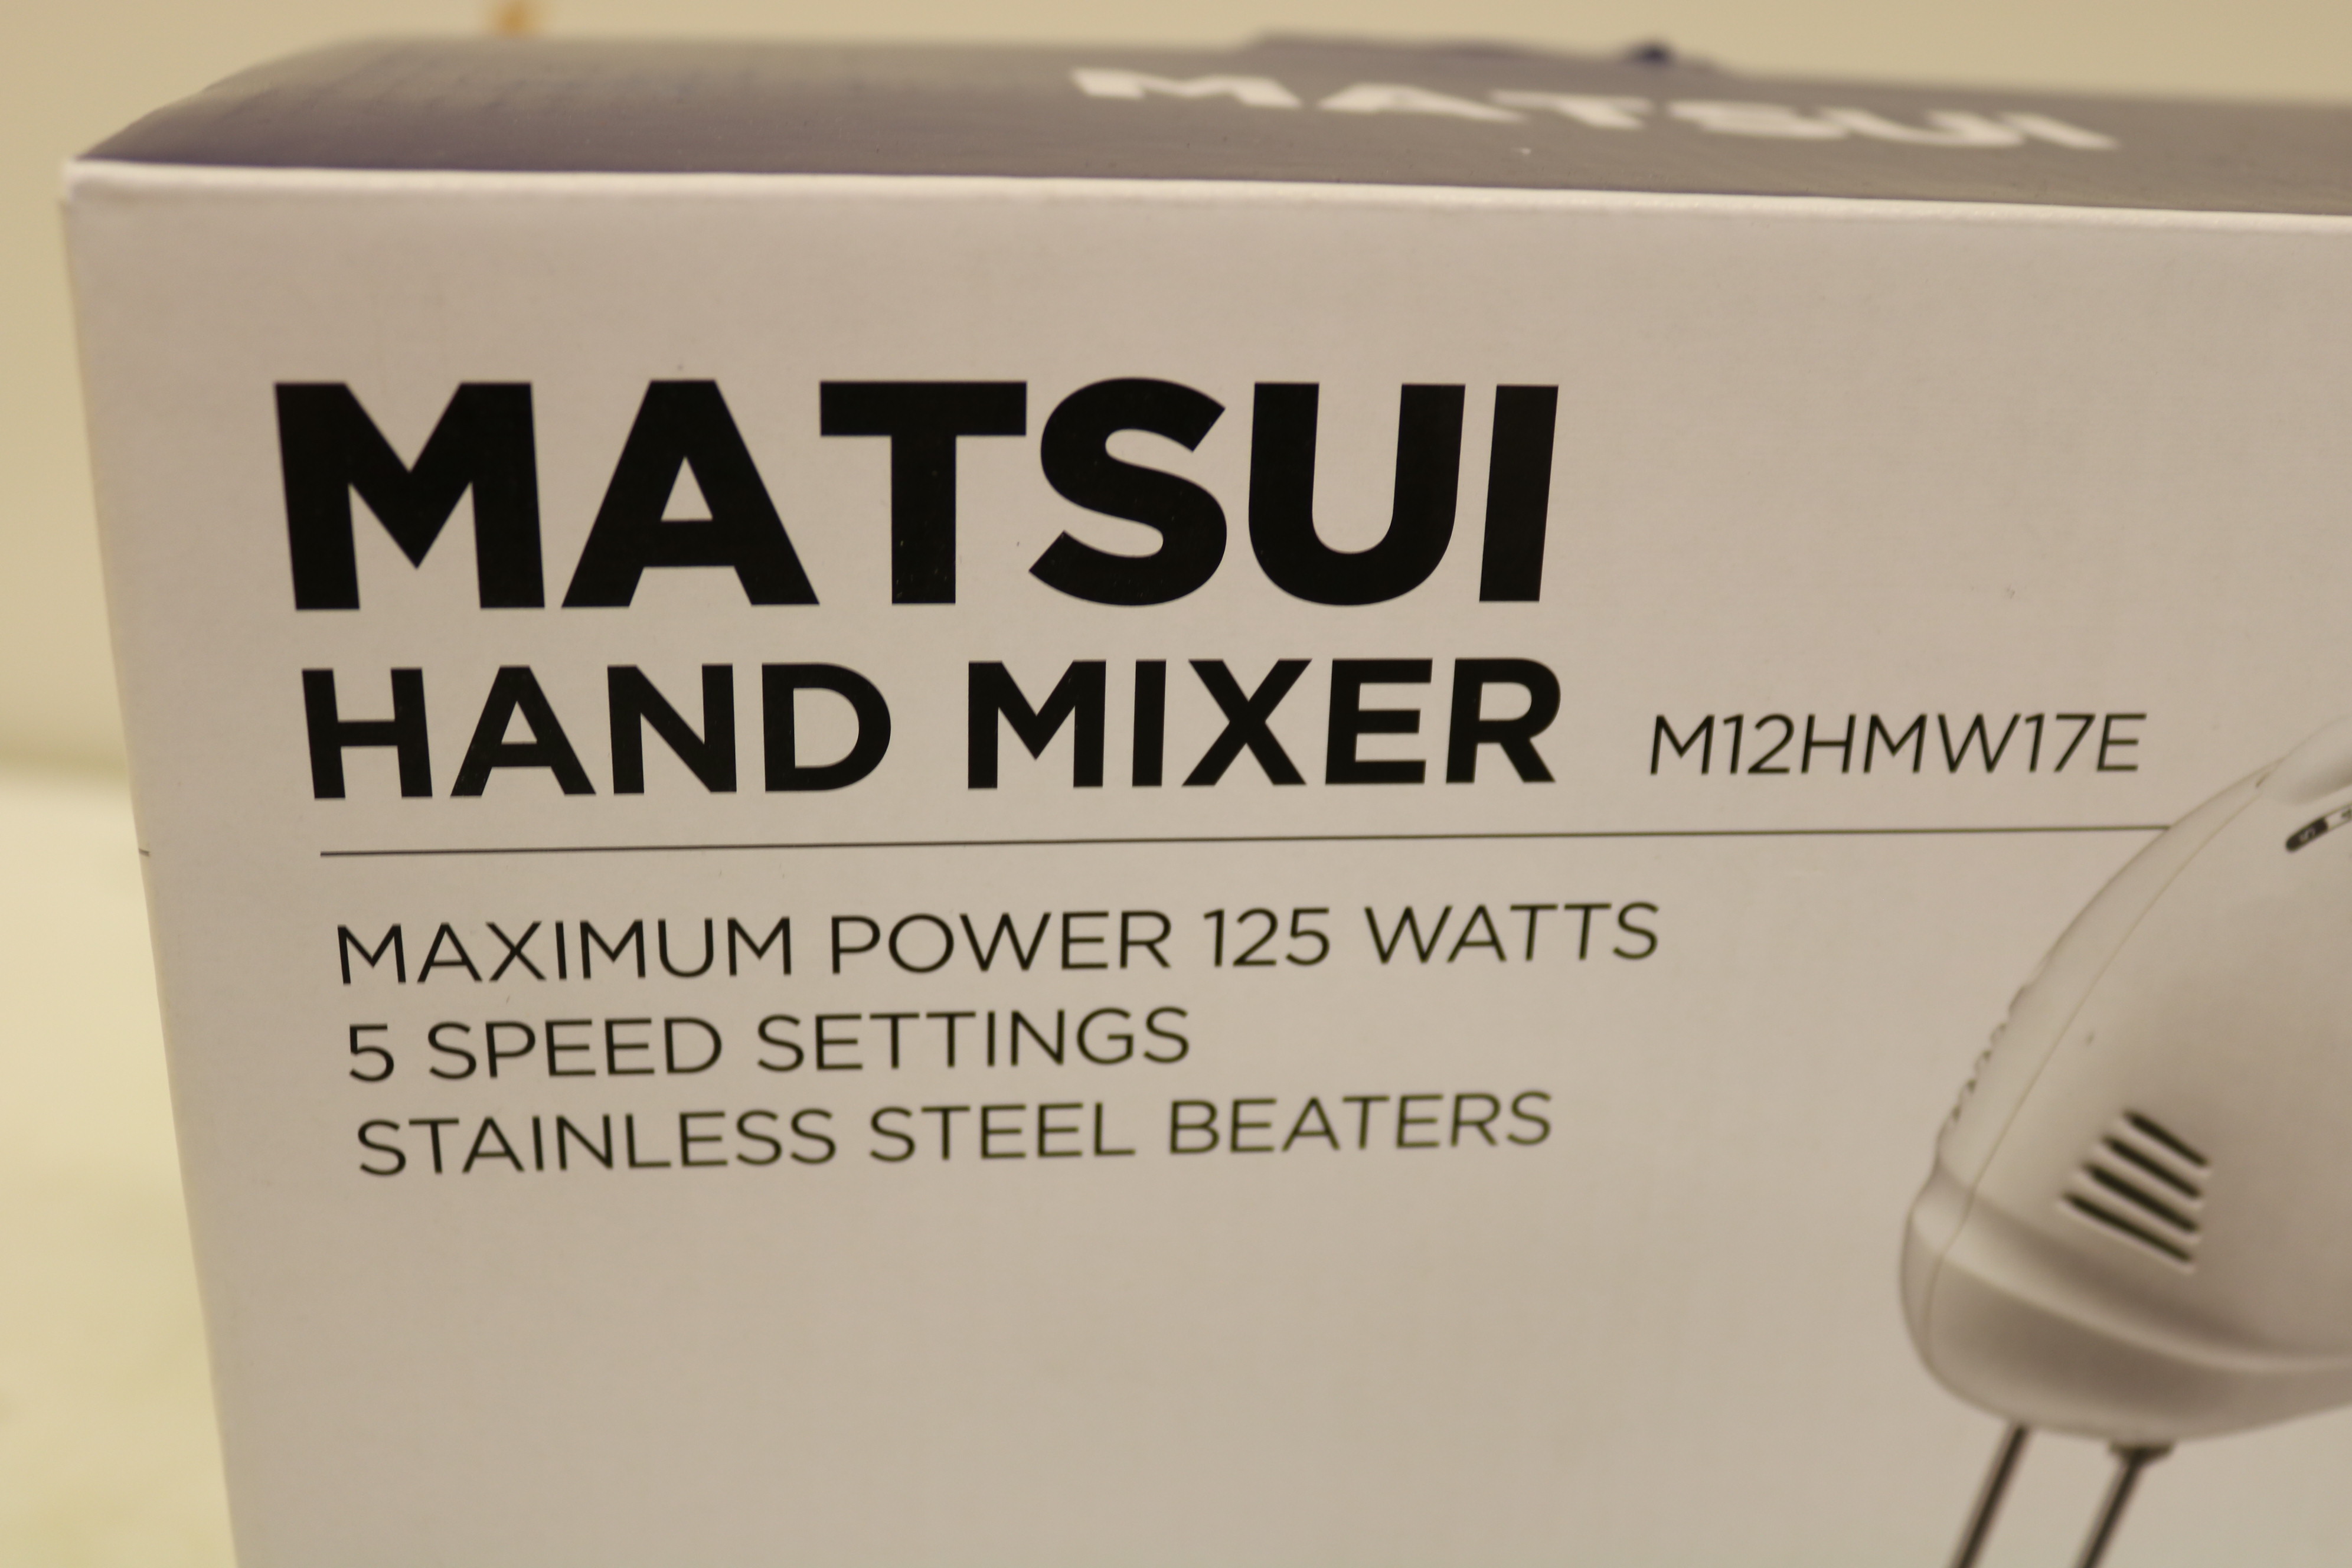 MATSUI
MATSUI
HAND MIXER M12HMW17E
MAXIMUM POWER 125 WATTS
5 SPEED SETTINGS
STAINLESS STEEL BEATERS